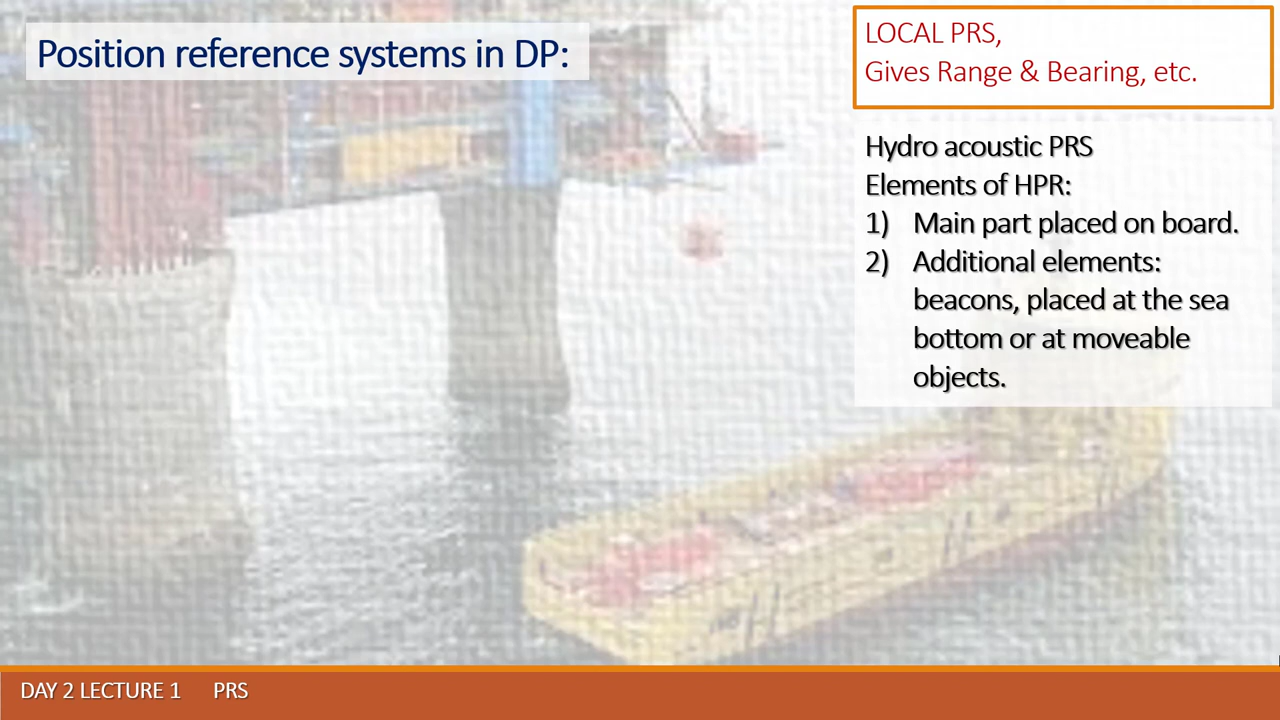 Position reference systems in DP:
LOCAL PRS,
Gives Range & Bearing, etc.
Hydro acoustic PRS
Elements of HPR:
1) Main part placed on board.
2) Additional elements:
beacons, placed at the sea
bottom or at moveable
objects.
DAY 2 LECTURE 1 PRS